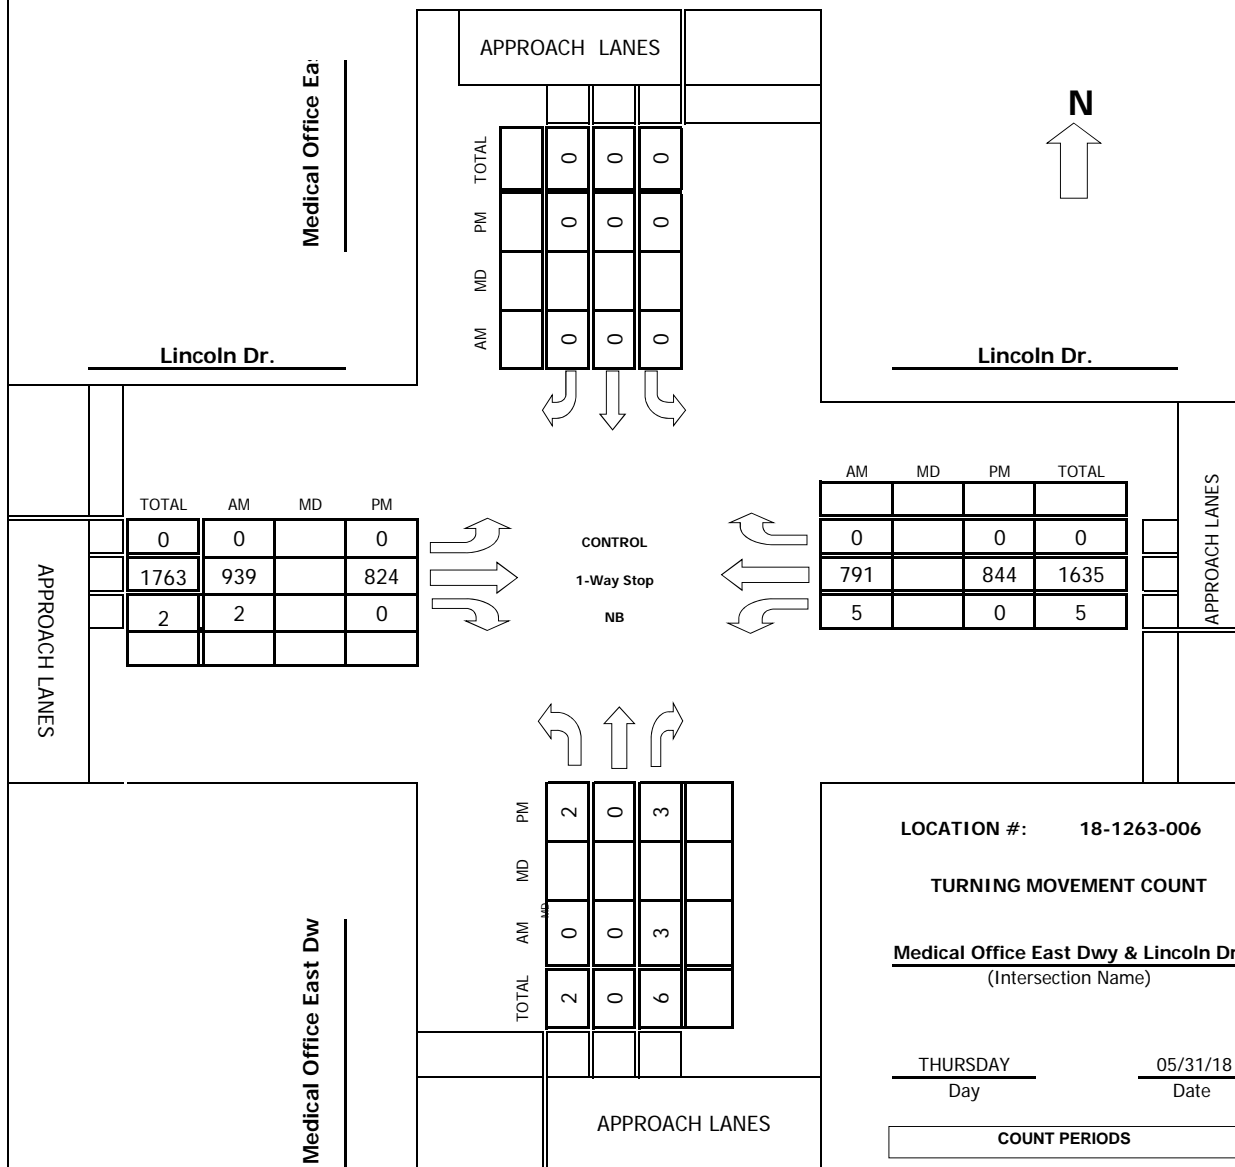 APPROACH LANES
Medical Office Ea
N
TOTAL 0 0 0
PM 0 0 0
MD
AM 0 0 0
Lincoln Dr.
Lincoln Dr.
TOTAL AM MD PM
0 0 0
1763 939 824
2 2 0
APPROACH LANES
CONTROL
1-Way Stop
NB
AM MD PM TOTAL
0 0 0
791 844 1635
5 0 5
APPROACH LANES
PM 2 0 3
MD
MD
AM 0 0 3
TOTAL 2 0 6
Medical Office East Dw
APPROACH LANES
LOCATION #: 18-1263-006
TURNING MOVEMENT COUNT
Medical Office East Dwy & Lincoln Dr
(Intersection Name)
THURSDAY 05/31/18
Day Date
COUNT PERIODS